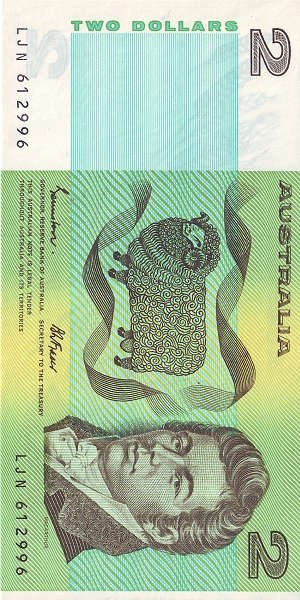 TWO DOLLARS
2
LJN 612996
AUSTRALIA
GOVERNOR, RESERVE BANK OF AUSTRALIA. SECRETARY TO THE TREASURY
THIS AUSTRALIAN NOTE IS LEGAL TENDER
THROUGHOUT AUSTRALIA AND ITS TERRITORIES
LJN 612996
2